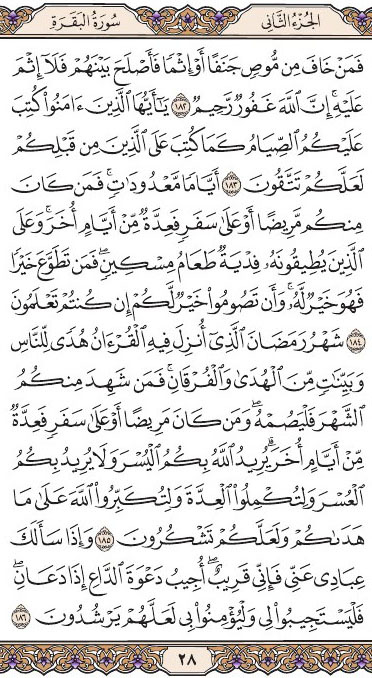 الجُزءُ الثَّانِي سُورَةُ البَقَرَةِ
فَمَنْ خَافَ مِن مُّوصٍ جَنَفًا أَوْ إِثْمًا فَأَصْلَحَ بَيْنَهُمْ فَلَآ إِثْمَ
عَلَيْهِۚ إِنَّ ٱللَّهَ غَفُورٌ رَّحِيمٌ ١٨٢ يَٰٓأَيُّهَا ٱلَّذِينَ ءَامَنُوا۟ كُتِبَ
عَلَيْكُمُ ٱلصِّيَامُ كَمَا كُتِبَ عَلَى ٱلَّذِينَ مِن قَبْلِكُمْ
لَعَلَّكُمْ تَتَّقُونَ ١٨٣ أَيَّامًا مَّعْدُودَٰتٍۚ فَمَن كَانَ
مِنكُم مَّرِيضًا أَوْ عَلَىٰ سَفَرٍ فَعِدَّةٌ مِّنْ أَيَّامٍ أُخَرَۚ وَعَلَى
ٱلَّذِينَ يُطِيقُونَهُۥ فِدْيَةٌ طَعَامُ مِسْكِينٍۖ فَمَن تَطَوَّعَ خَيْرًا
فَهُوَ خَيْرٌ لَّهُۥۚ وَأَن تَصُومُوا۟ خَيْرٌ لَّكُمْ إِن كُنتُمْ تَعْلَمُونَ
١٨٤ شَهْرُ رَمَضَانَ ٱلَّذِىٓ أُنزِلَ فِيهِ ٱلْقُرْءَانُ هُدًى لِّلنَّاسِ
وَبَيِّنَٰتٍ مِّنَ ٱلْهُدَىٰ وَٱلْفُرْقَانِۚ فَمَن شَهِدَ مِنكُمُ
ٱلشَّهْرَ فَلْيَصُمْهُۖ وَمَن كَانَ مَرِيضًا أَوْ عَلَىٰ سَفَرٍ فَعِدَّةٌ
مِّنْ أَيَّامٍ أُخَرَۗ يُرِيدُ ٱللَّهُ بِكُمُ ٱلْيُسْرَ وَلَا يُرِيدُ بِكُمُ
ٱلْعُسْرَ وَلِتُكْمِلُوا۟ ٱلْعِدَّةَ وَلِتُكَبِّرُوا۟ ٱللَّهَ عَلَىٰ مَا
هَدَىٰكُمْ وَلَعَلَّكُمْ تَشْكُرُونَ ١٨٥ وَإِذَا سَأَلَكَ
عِبَادِى عَنِّى فَإِنِّى قَرِيبٌۖ أُجِيبُ دَعْوَةَ ٱلدَّاعِ إِذَا دَعَانِۖ
فَلْيَسْتَجِيبُوا۟ لِى وَلْيُؤْمِنُوا۟ بِى لَعَلَّهُمْ يَرْشُدُونَ ١٨٦
٢٨